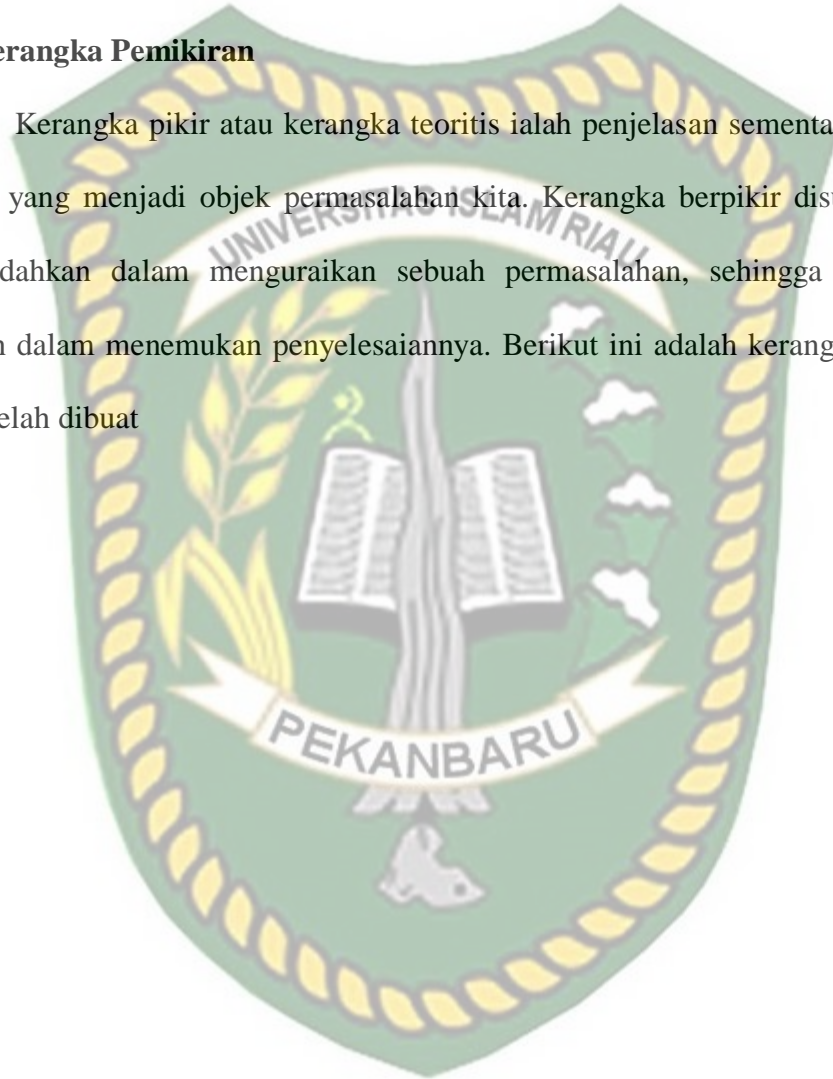 erangka Pemikiran
Kerangka pikir atau kerangka teoritis ialah penjelasan sementa
yang menjadi objek permasalahan kita. Kerangka berpikir dis
dahkan dalam menguraikan sebuah permasalahan, sehingga
dalam menemukan penyelesaiannya. Berikut ini adalah kerang
elah dibuat
UNIVERSITAS ISLAM RIAU
PEKANBARU